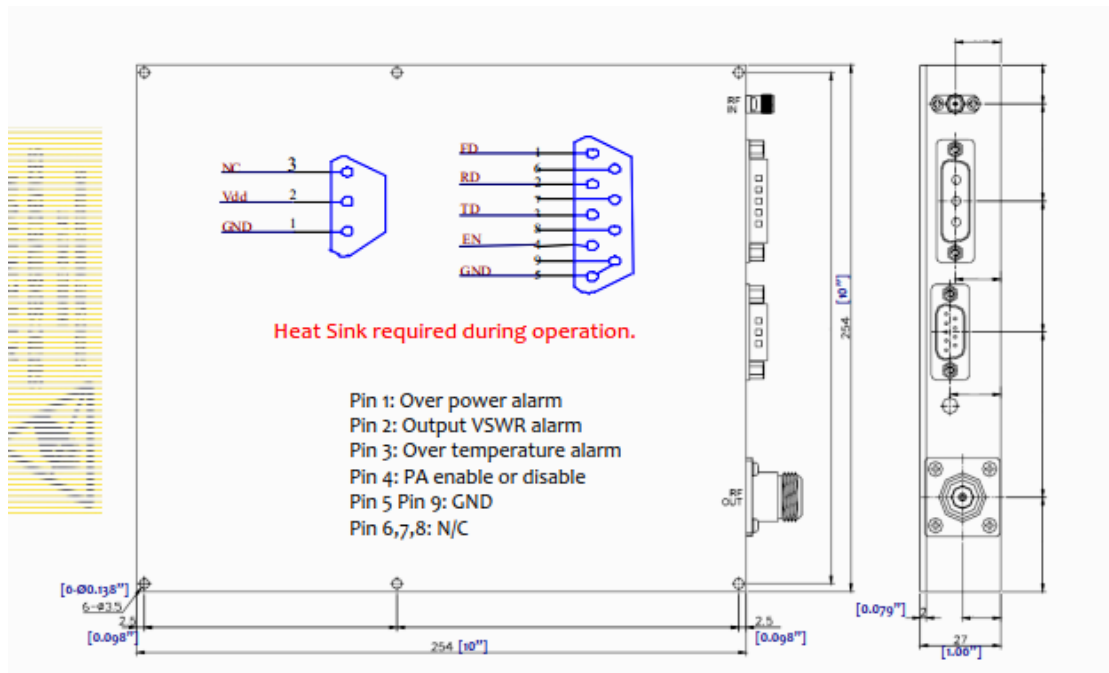 RF
IN
NC 3
Vdd 2
GND 1
FD 1
6
RD 2
7
TD 3
8
EN 4
9
GND 5
254 [10"]
Heat Sink required during operation.
Pin 1: Over power alarm
Pin 2: Output VSWR alarm
Pin 3: Over temperature alarm
Pin 4: PA enable or disable
Pin 5 Pin 9: GND
Pin 6,7,8: N/C
RF
OUT
[6-Ø0.138"]
6-Ø3.5
2.5
[0.098"]
254 [10"]
2.5
[0.098"]
[0.079"] 2
27
[1.06"]